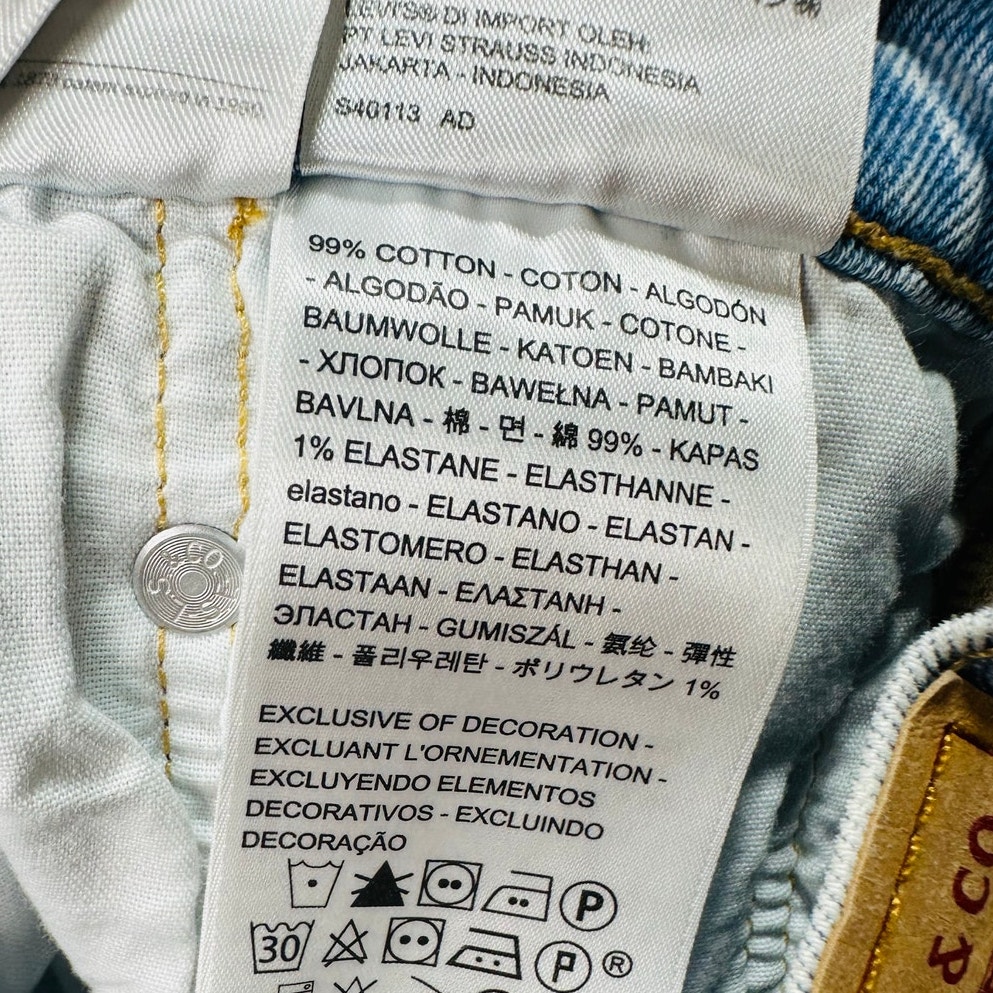 LEVI'S® DI IMPORT OLEH:
PT LEVI STRAUSS INDONESIA
JAKARTA - INDONESIA
S40113 AD
99% COTTON - COTON - ALGODÓN
- ALGODÃO - PAMUK - COTONE -
BAUMWOLLE - KATOEN - BAMBAKI
- ХЛОПОК - BAWEŁNA - PAMUT -
BAVLNA - 棉 - 면 - 綿 99% - KAPAS
1% ELASTANE - ELASTHANNE -
elastano - ELASTANO - ELASTAN -
ELASTOMERO - ELASTHAN -
ELASTAAN - ΕΛΑΣΤΑΝΗ -
ЭЛАСТАН - GUMISZÁL - 氨纶 - 彈性
纖維 - 폴리우레탄 - ポリウレタン 1%
EXCLUSIVE OF DECORATION -
EXCLUANT L'ORNEMENTATION -
EXCLUYENDO ELEMENTOS
DECORATIVOS - EXCLUINDO
DECORAÇÃO
P
30 P ®
& CO